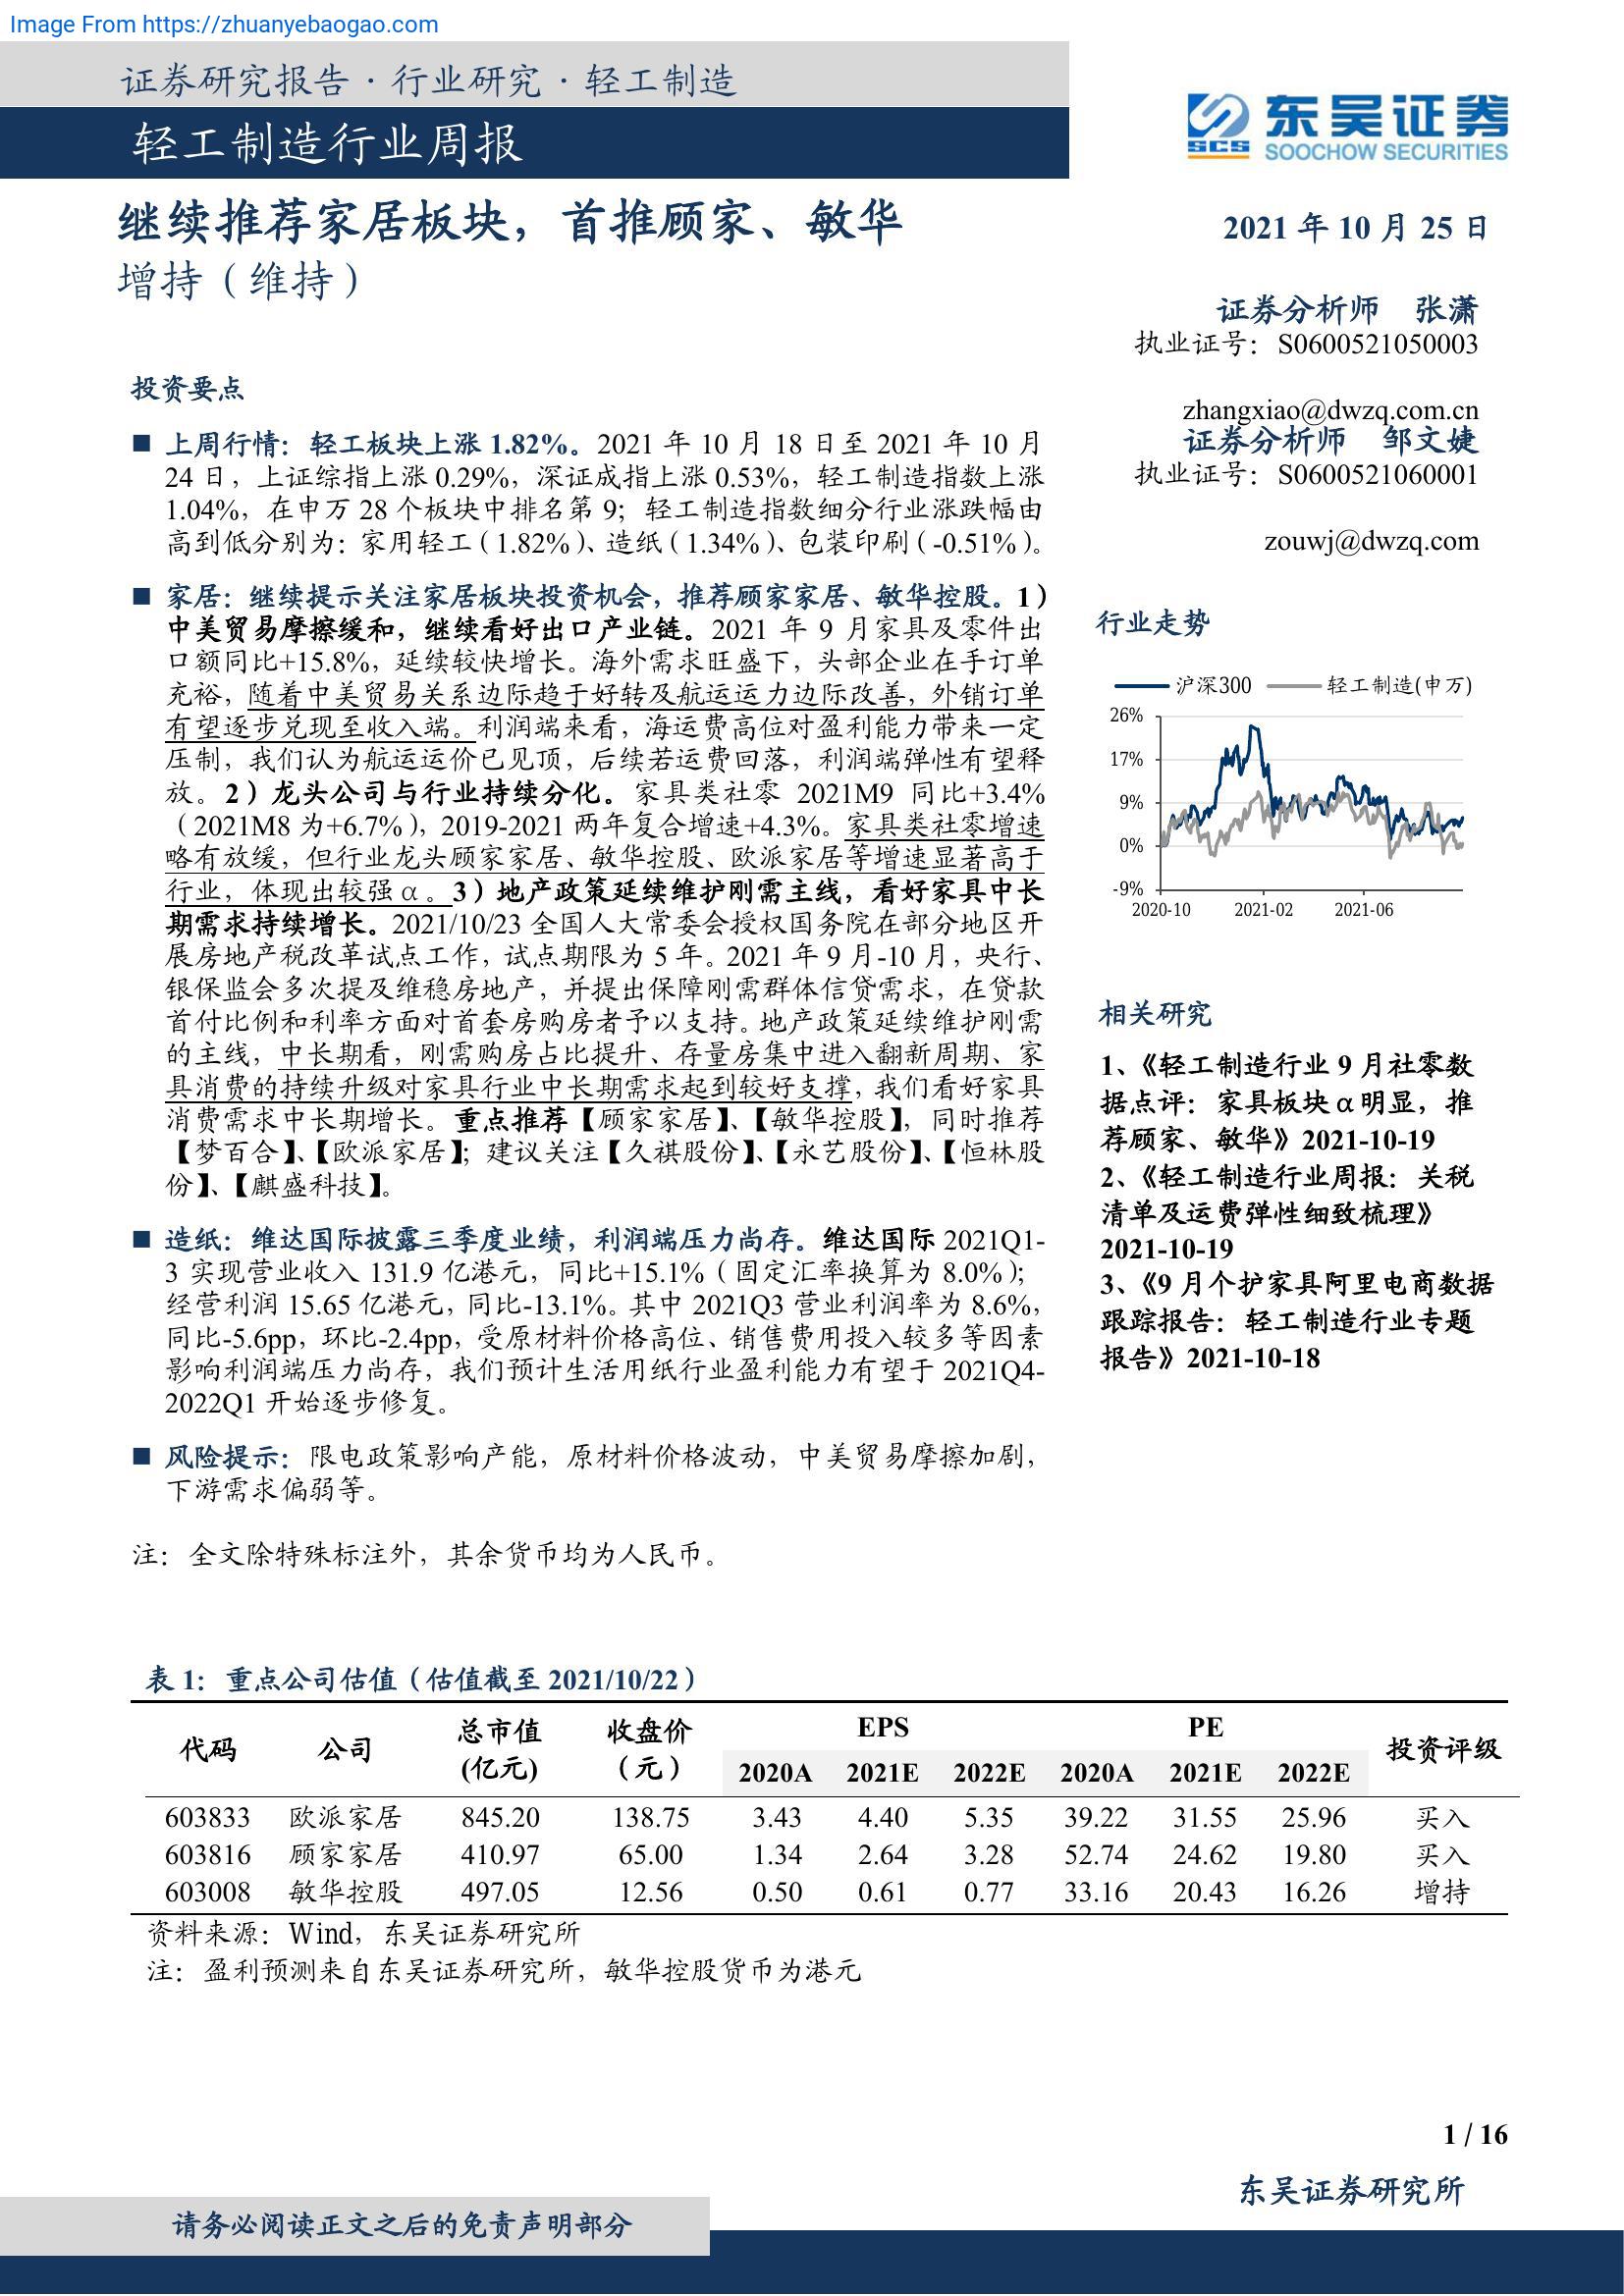 Image From https://zhuanyebaogao.com
证券研究报告·行业研究·轻工制造
轻工制造行业周报
东吴证券
SCS
SOOCHOW SECURITIES
继续推荐家居板块，首推顾家、敏华
增持（维持）
2021 年 10 月 25 日
证券分析师 张潇
执业证号：S0600521050003
zhangxiao@dwzq.com.cn
证券分析师 邹文婕
执业证号：S0600521060001
zouwj@dwzq.com
投资要点
■ 上周行情：轻工板块上涨 1.82%。2021 年 10 月 18 日至 2021 年 10 月
24 日，上证综指上涨 0.29%，深证成指上涨 0.53%，轻工制造指数上涨
1.04%，在申万 28 个板块中排名第 9；轻工制造指数细分行业涨跌幅由
高到低分别为：家用轻工（1.82%）、造纸（1.34%）、包装印刷（-0.51%）。
■ 家居：继续提示关注家居板块投资机会，推荐顾家家居、敏华控股。1）
中美贸易摩擦缓和，继续看好出口产业链。2021 年 9 月家具及零件出
口额同比+15.8%，延续较快增长。海外需求旺盛下，头部企业在手订单
充裕，随着中美贸易关系边际趋于好转及航运运力边际改善，外销订单
有望逐步兑现至收入端。利润端来看，海运费高位对盈利能力带来一定
压制，我们认为航运运价已见顶，后续若运费回落，利润端弹性有望释
放。2）龙头公司与行业持续分化。家具类社零 2021M9 同比+3.4%
（2021M8 为+6.7%），2019-2021 两年复合增速+4.3%。家具类社零增速
略有放缓，但行业龙头顾家家居、敏华控股、欧派家居等增速显著高于
行业，体现出较强 α。3）地产政策延续维护刚需主线，看好家具中长
期需求持续增长。2021/10/23 全国人大常委会授权国务院在部分地区开
展房地产税改革试点工作，试点期限为 5 年。2021 年 9 月-10 月，央行、
银保监会多次提及维稳房地产，并提出保障刚需群体信贷需求，在贷款
首付比例和利率方面对首套房购房者予以支持。地产政策延续维护刚需
的主线，中长期看，刚需购房占比提升、存量房集中进入翻新周期、家
具消费的持续升级对家具行业中长期需求起到较好支撑，我们看好家具
消费需求中长期增长。重点推荐【顾家家居】、【敏华控股】，同时推荐
【梦百合】、【欧派家居】；建议关注【久祺股份】、【永艺股份】、【恒林股
份】、【麒盛科技】。
■ 造纸：维达国际披露三季度业绩，利润端压力尚存。维达国际 2021Q1-
3 实现营业收入 131.9 亿港元，同比+15.1%（固定汇率换算为 8.0%）；
经营利润 15.65 亿港元，同比-13.1%。其中 2021Q3 营业利润率为 8.6%，
同比-5.6pp，环比-2.4pp，受原材料价格高位、销售费用投入较多等因素
影响利润端压力尚存，我们预计生活用纸行业盈利能力有望于 2021Q4-
2022Q1 开始逐步修复。
■ 风险提示：限电政策影响产能，原材料价格波动，中美贸易摩擦加剧，
下游需求偏弱等。
注：全文除特殊标注外，其余货币均为人民币。
行业走势
沪深300 轻工制造(申万)
26%
17%
9%
0%
-9%
2020-10 2021-02 2021-06
相关研究
1、《轻工制造行业 9 月社零数
据点评：家具板块 α 明显，推
荐顾家、敏华》2021-10-19
2、《轻工制造行业周报：关税
清单及运费弹性细致梳理》
2021-10-19
3、《9 月个护家具阿里电商数据
跟踪报告：轻工制造行业专题
报告》2021-10-18
表 1：重点公司估值（估值截至 2021/10/22）
代码 公司 总市值 收盘价 EPS PE 投资评级
(亿元) （元） 2020A 2021E 2022E 2020A 2021E 2022E
603833 欧派家居 845.20 138.75 3.43 4.40 5.35 39.22 31.55 25.96 买入
603816 顾家家居 410.97 65.00 1.34 2.64 3.28 52.74 24.62 19.80 买入
603008 敏华控股 497.05 12.56 0.50 0.61 0.77 33.16 20.43 16.26 增持
资料来源：Wind，东吴证券研究所
注：盈利预测来自东吴证券研究所，敏华控股货币为港元
1 / 16
东吴证券研究所
请务必阅读正文之后的免责声明部分